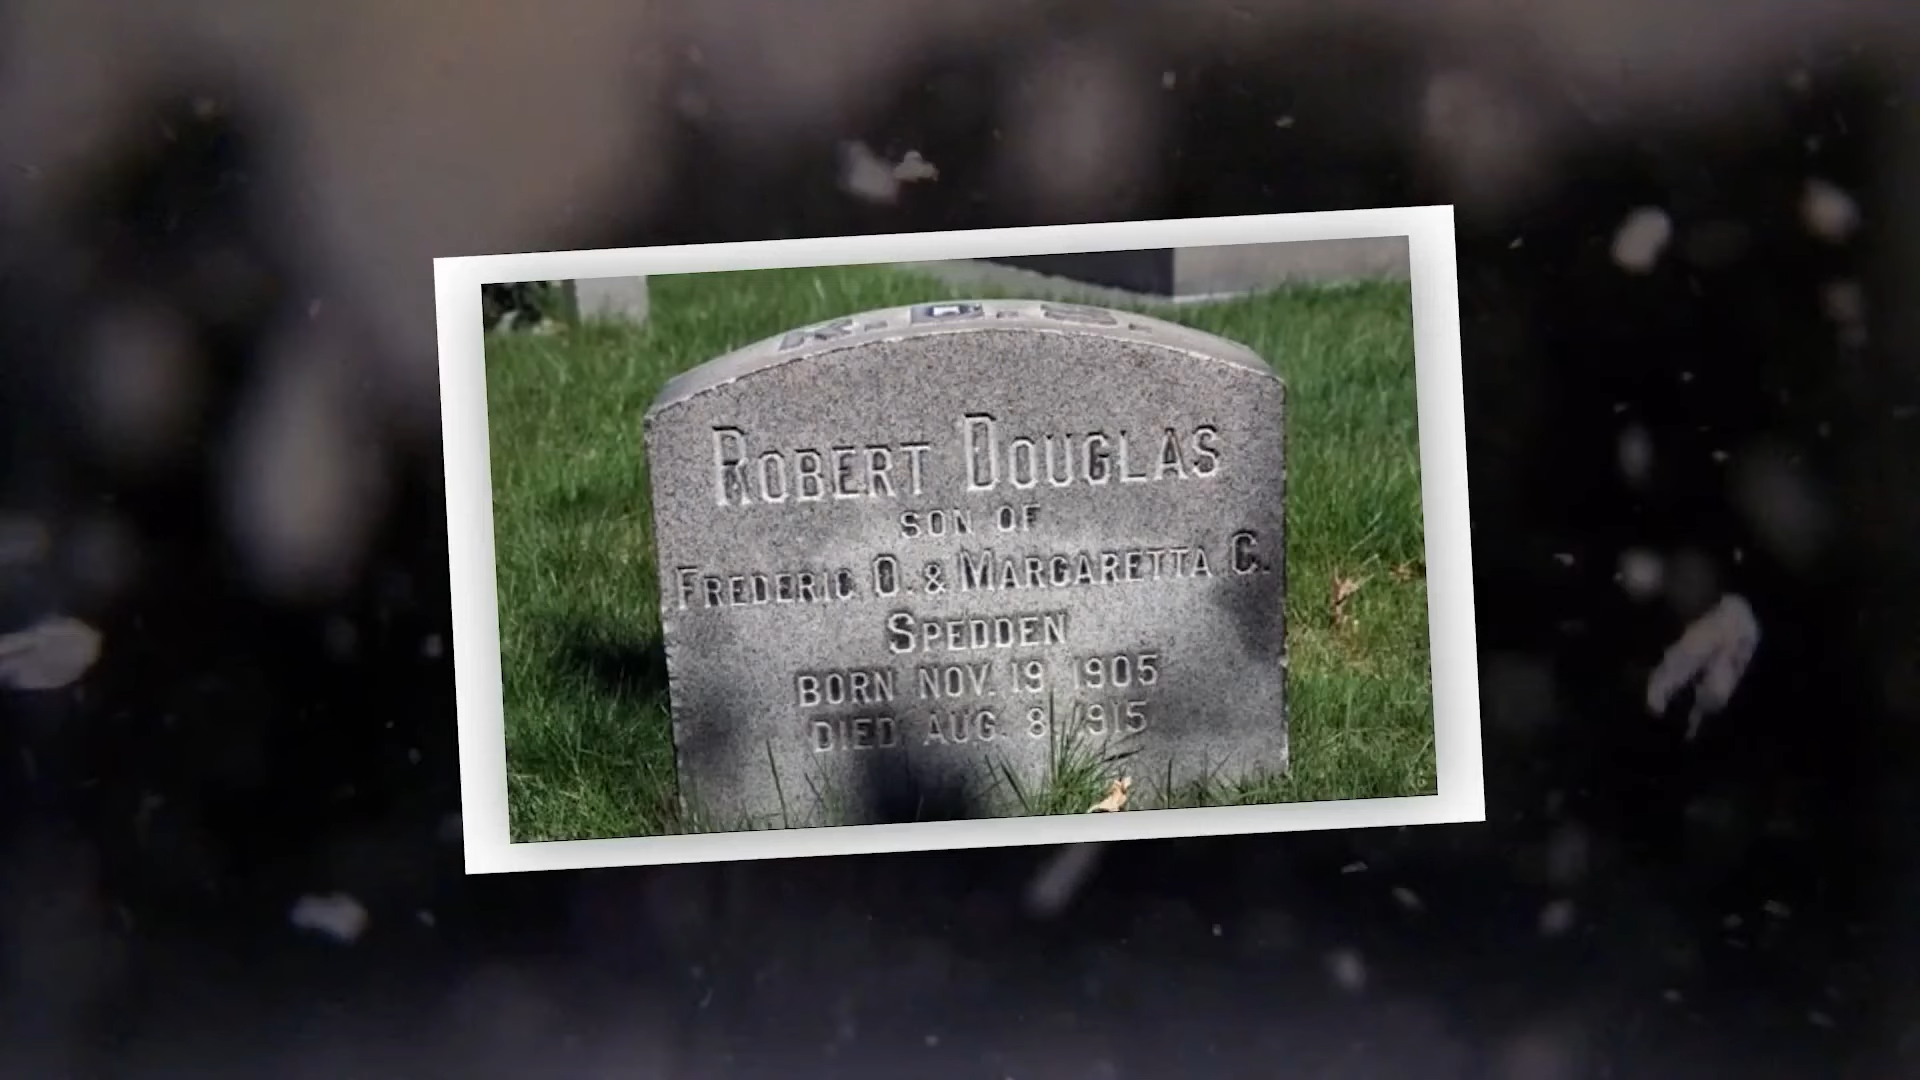 R. D. S.
ROBERT DOUGLAS
SON OF
FREDERIC O. & MARGARETTA C.
SPEDDEN
BORN NOV. 19 1905
DIED AUG. 8 1915